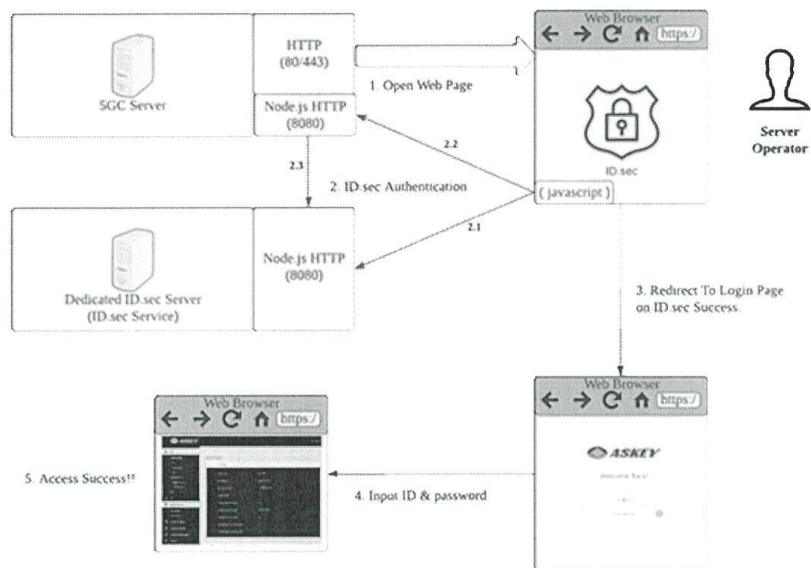 Web Browser
https:/
HTTP
(80/443)
5GC Server
1. Open Web Page
Node.js HTTP
(8080)
ID.sec
Server
Operator
2.2
2.3
2. ID.sec Authentication
( javascript )
2.1
Node.js HTTP
(8080)
Dedicated ID.sec Server
(ID.sec Service)
3. Redirect To Login Page
on ID.sec Success.
Web Browser
https:/
Web Browser
https:/
ASKEY
ASKEY
Welcome Back!
5. Access Success!!
4. Input ID & password